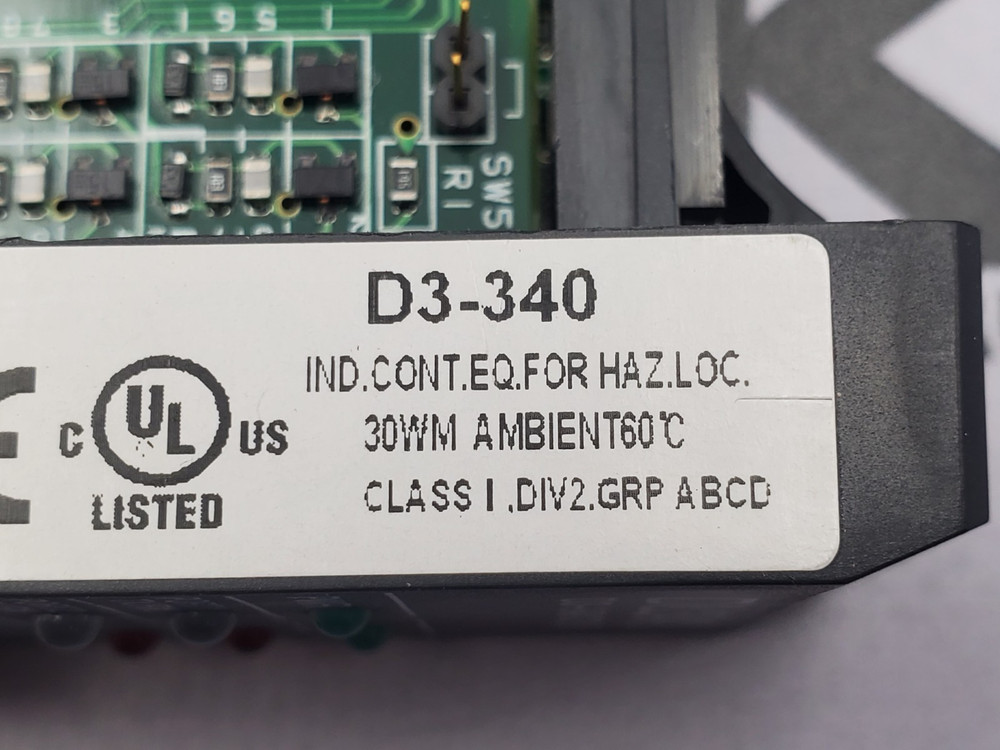 SW5
R1
D3-340
IND.CONT.EQ.FOR HAZ.LOC.
30WM AMBIENT60℃
CLASS I ,DIV2.GRP ABCD
CE
C UL US
LISTED